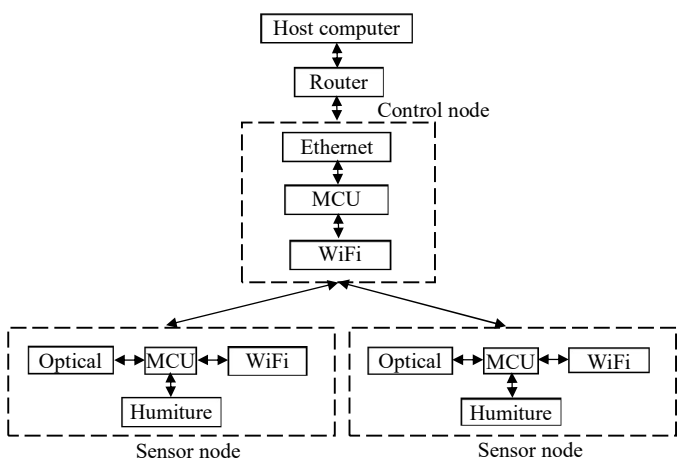 Host computer
Router
Control node
Ethernet
MCU
WiFi
Optical MCU WiFi
Humiture
Sensor node
Optical MCU WiFi
Humiture
Sensor node